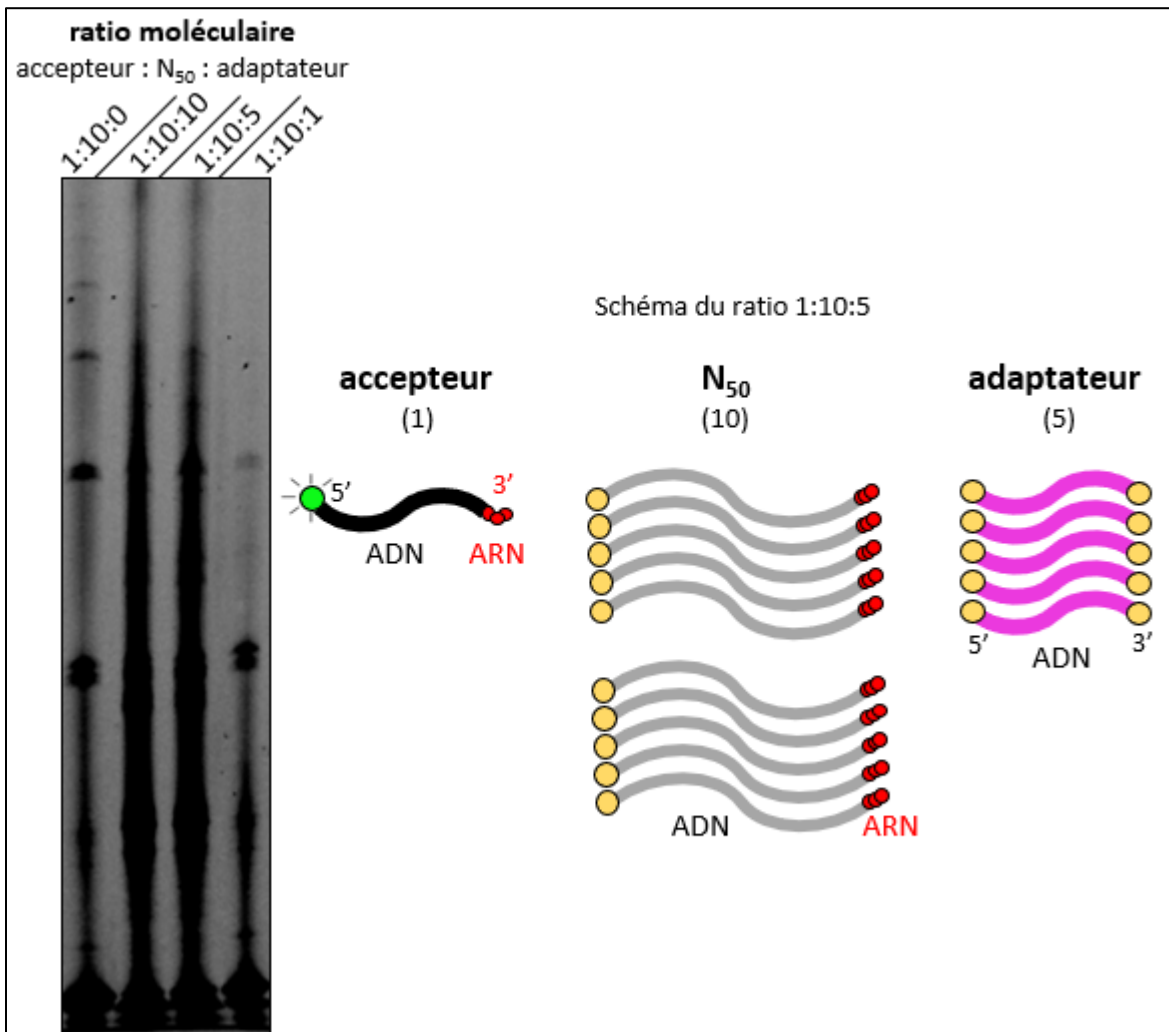 ratio moléculaire
accepteur : N₅₀ : adaptateur
1:10:0
1:10:10
1:10:5
1:10:1
Schéma du ratio 1:10:5
accepteur
(1)
N₅₀
(10)
adaptateur
(5)
5’
3’
ADN
ARN
5’
3’
ADN
ADN
ARN